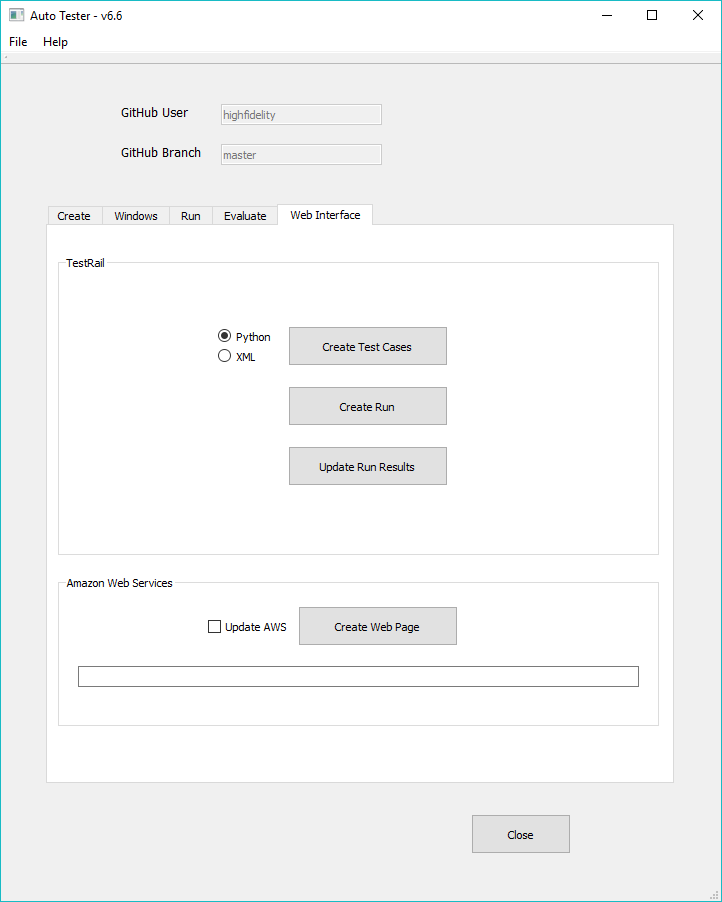 Auto Tester - v6.6
File Help
GitHub User highfidelity
GitHub Branch master
Create Windows Run Evaluate Web Interface
TestRail
Python
XML
Create Test Cases
Create Run
Update Run Results
Amazon Web Services
Update AWS Create Web Page
Close